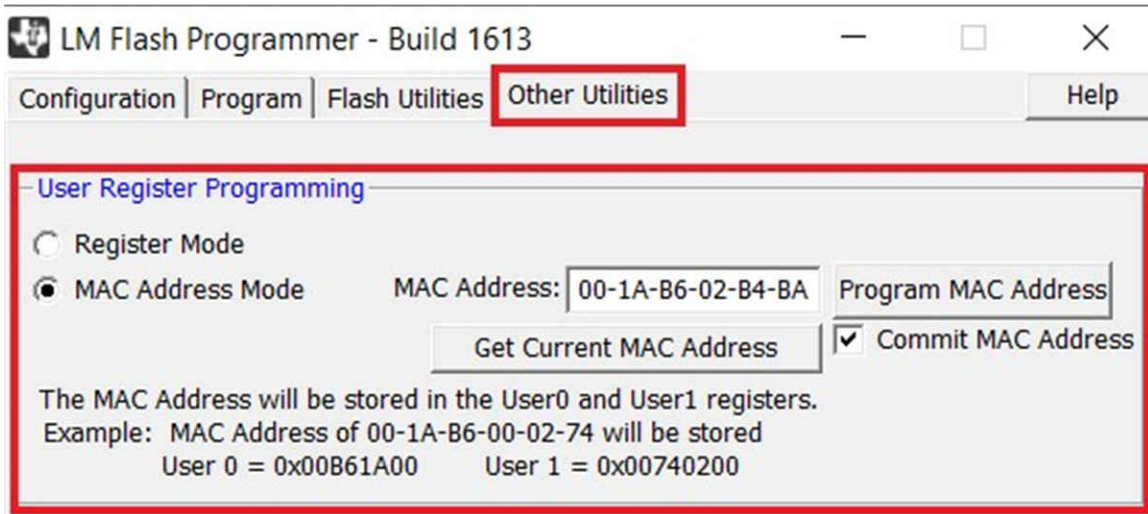 LM Flash Programmer - Build 1613
Configuration Program Flash Utilities Other Utilities Help
User Register Programming
Register Mode
MAC Address Mode MAC Address: 00-1A-B6-02-B4-BA Program MAC Address
Get Current MAC Address Commit MAC Address
The MAC Address will be stored in the User0 and User1 registers.
Example: MAC Address of 00-1A-B6-00-02-74 will be stored
User 0 = 0x00B61A00 User 1 = 0x00740200